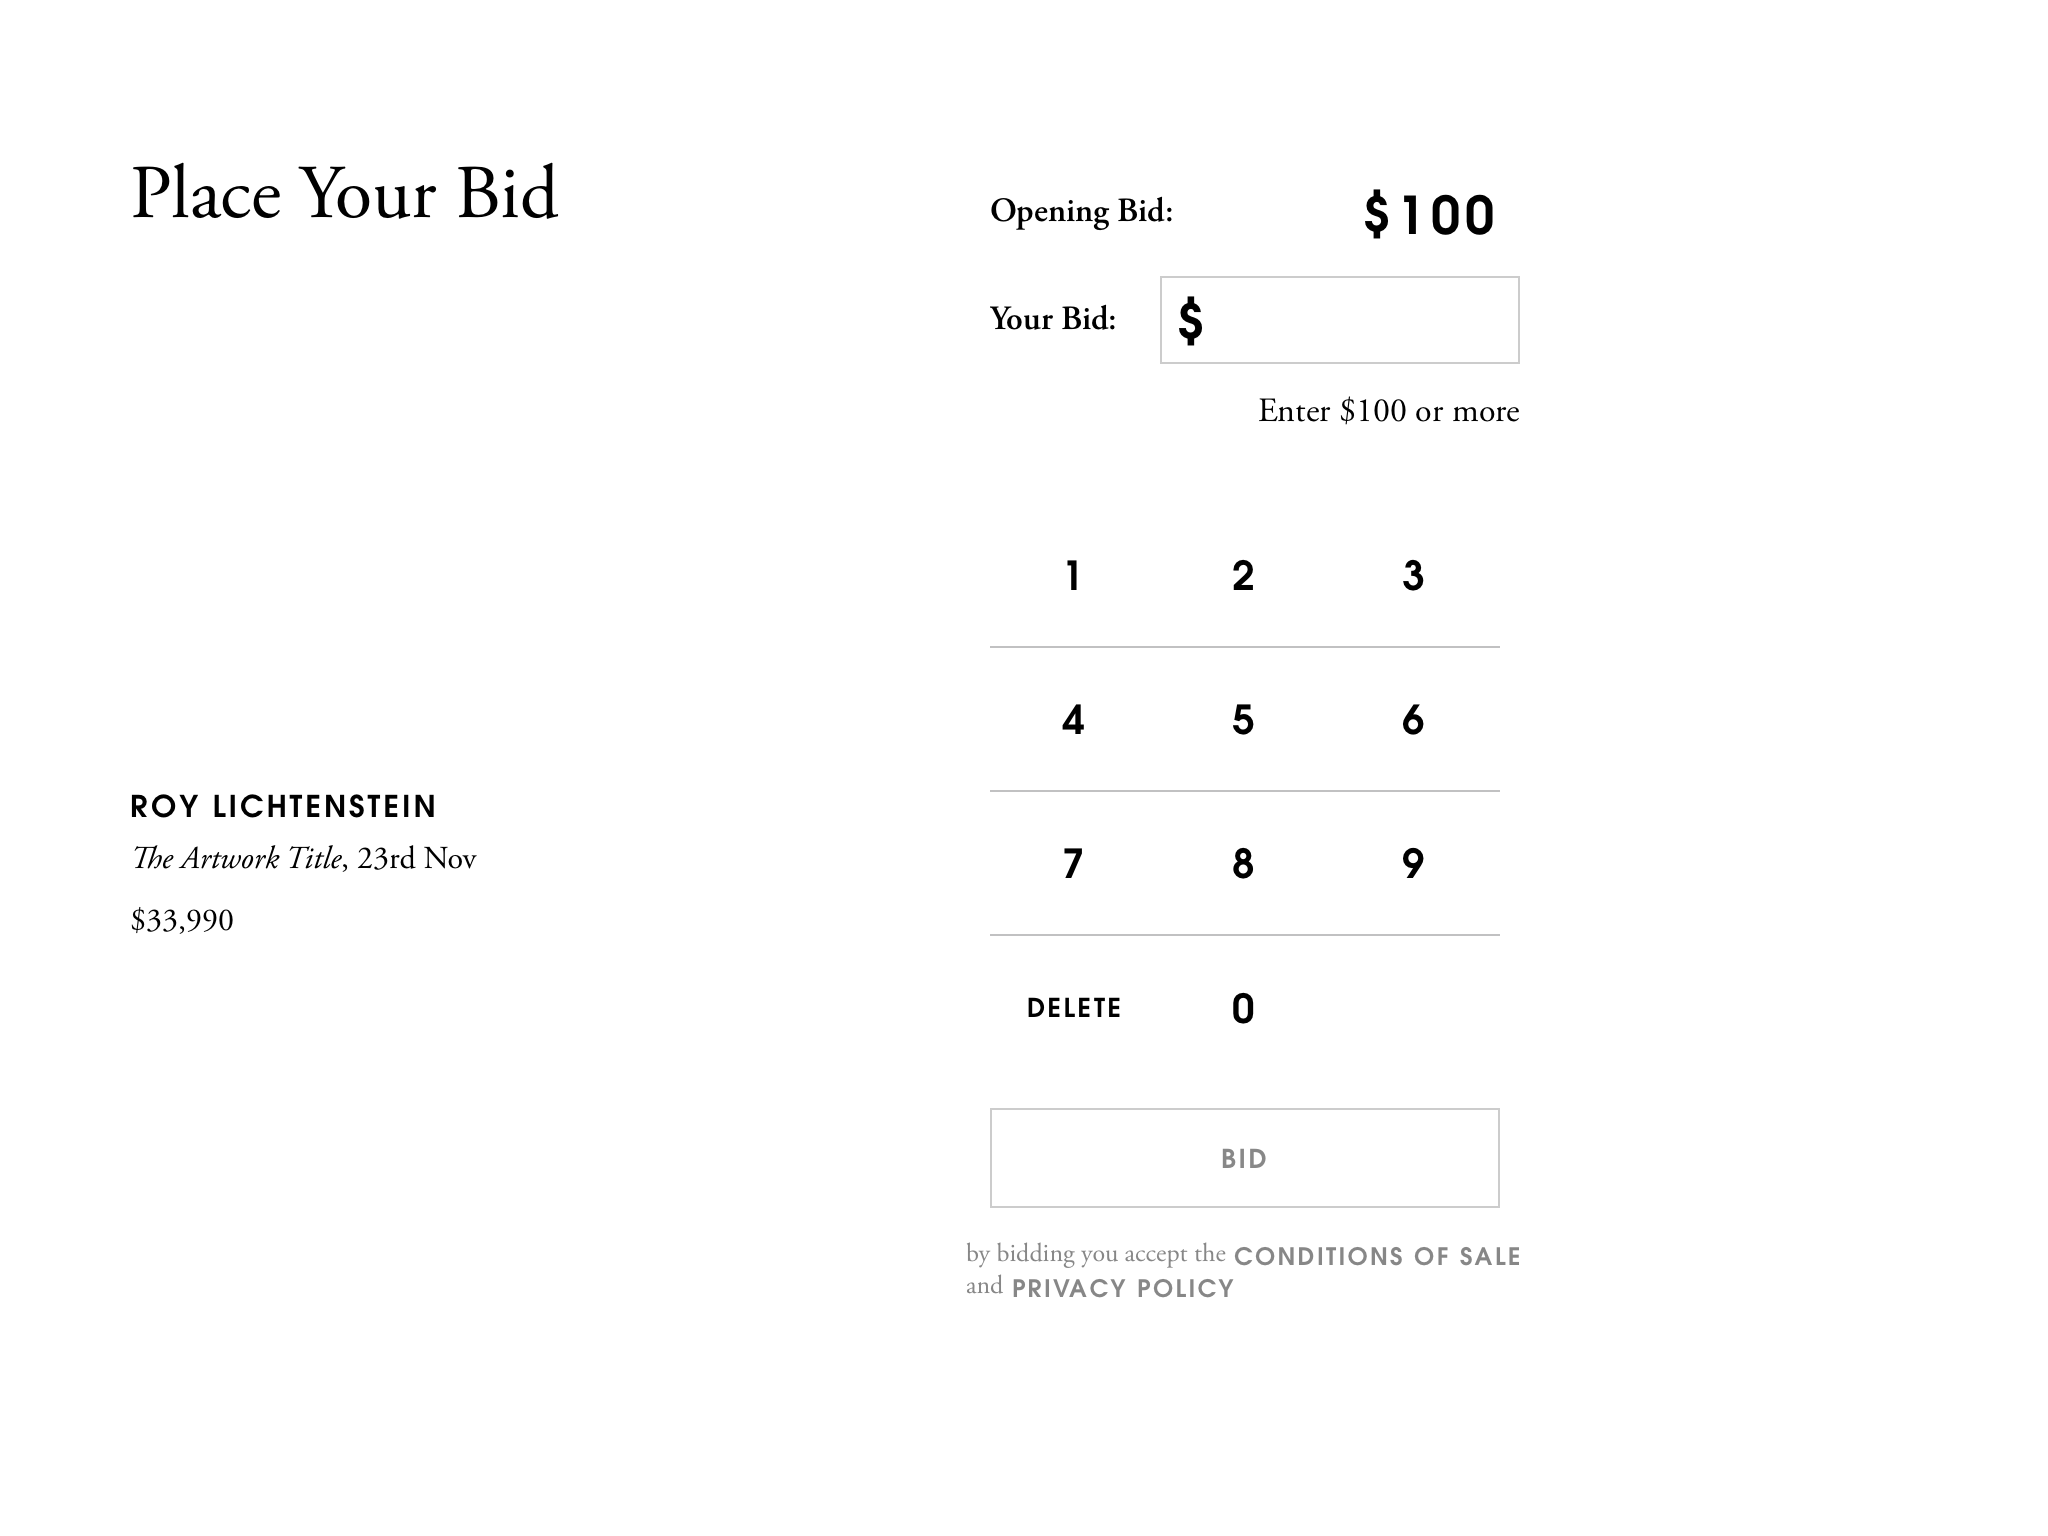 Place Your Bid
Opening Bid: $100
Your Bid: $
Enter $100 or more
1 2 3
4 5 6
7 8 9
DELETE 0
BID
by bidding you accept the CONDITIONS OF SALE
and PRIVACY POLICY
ROY LICHTENSTEIN
The Artwork Title, 23rd Nov
$33,990